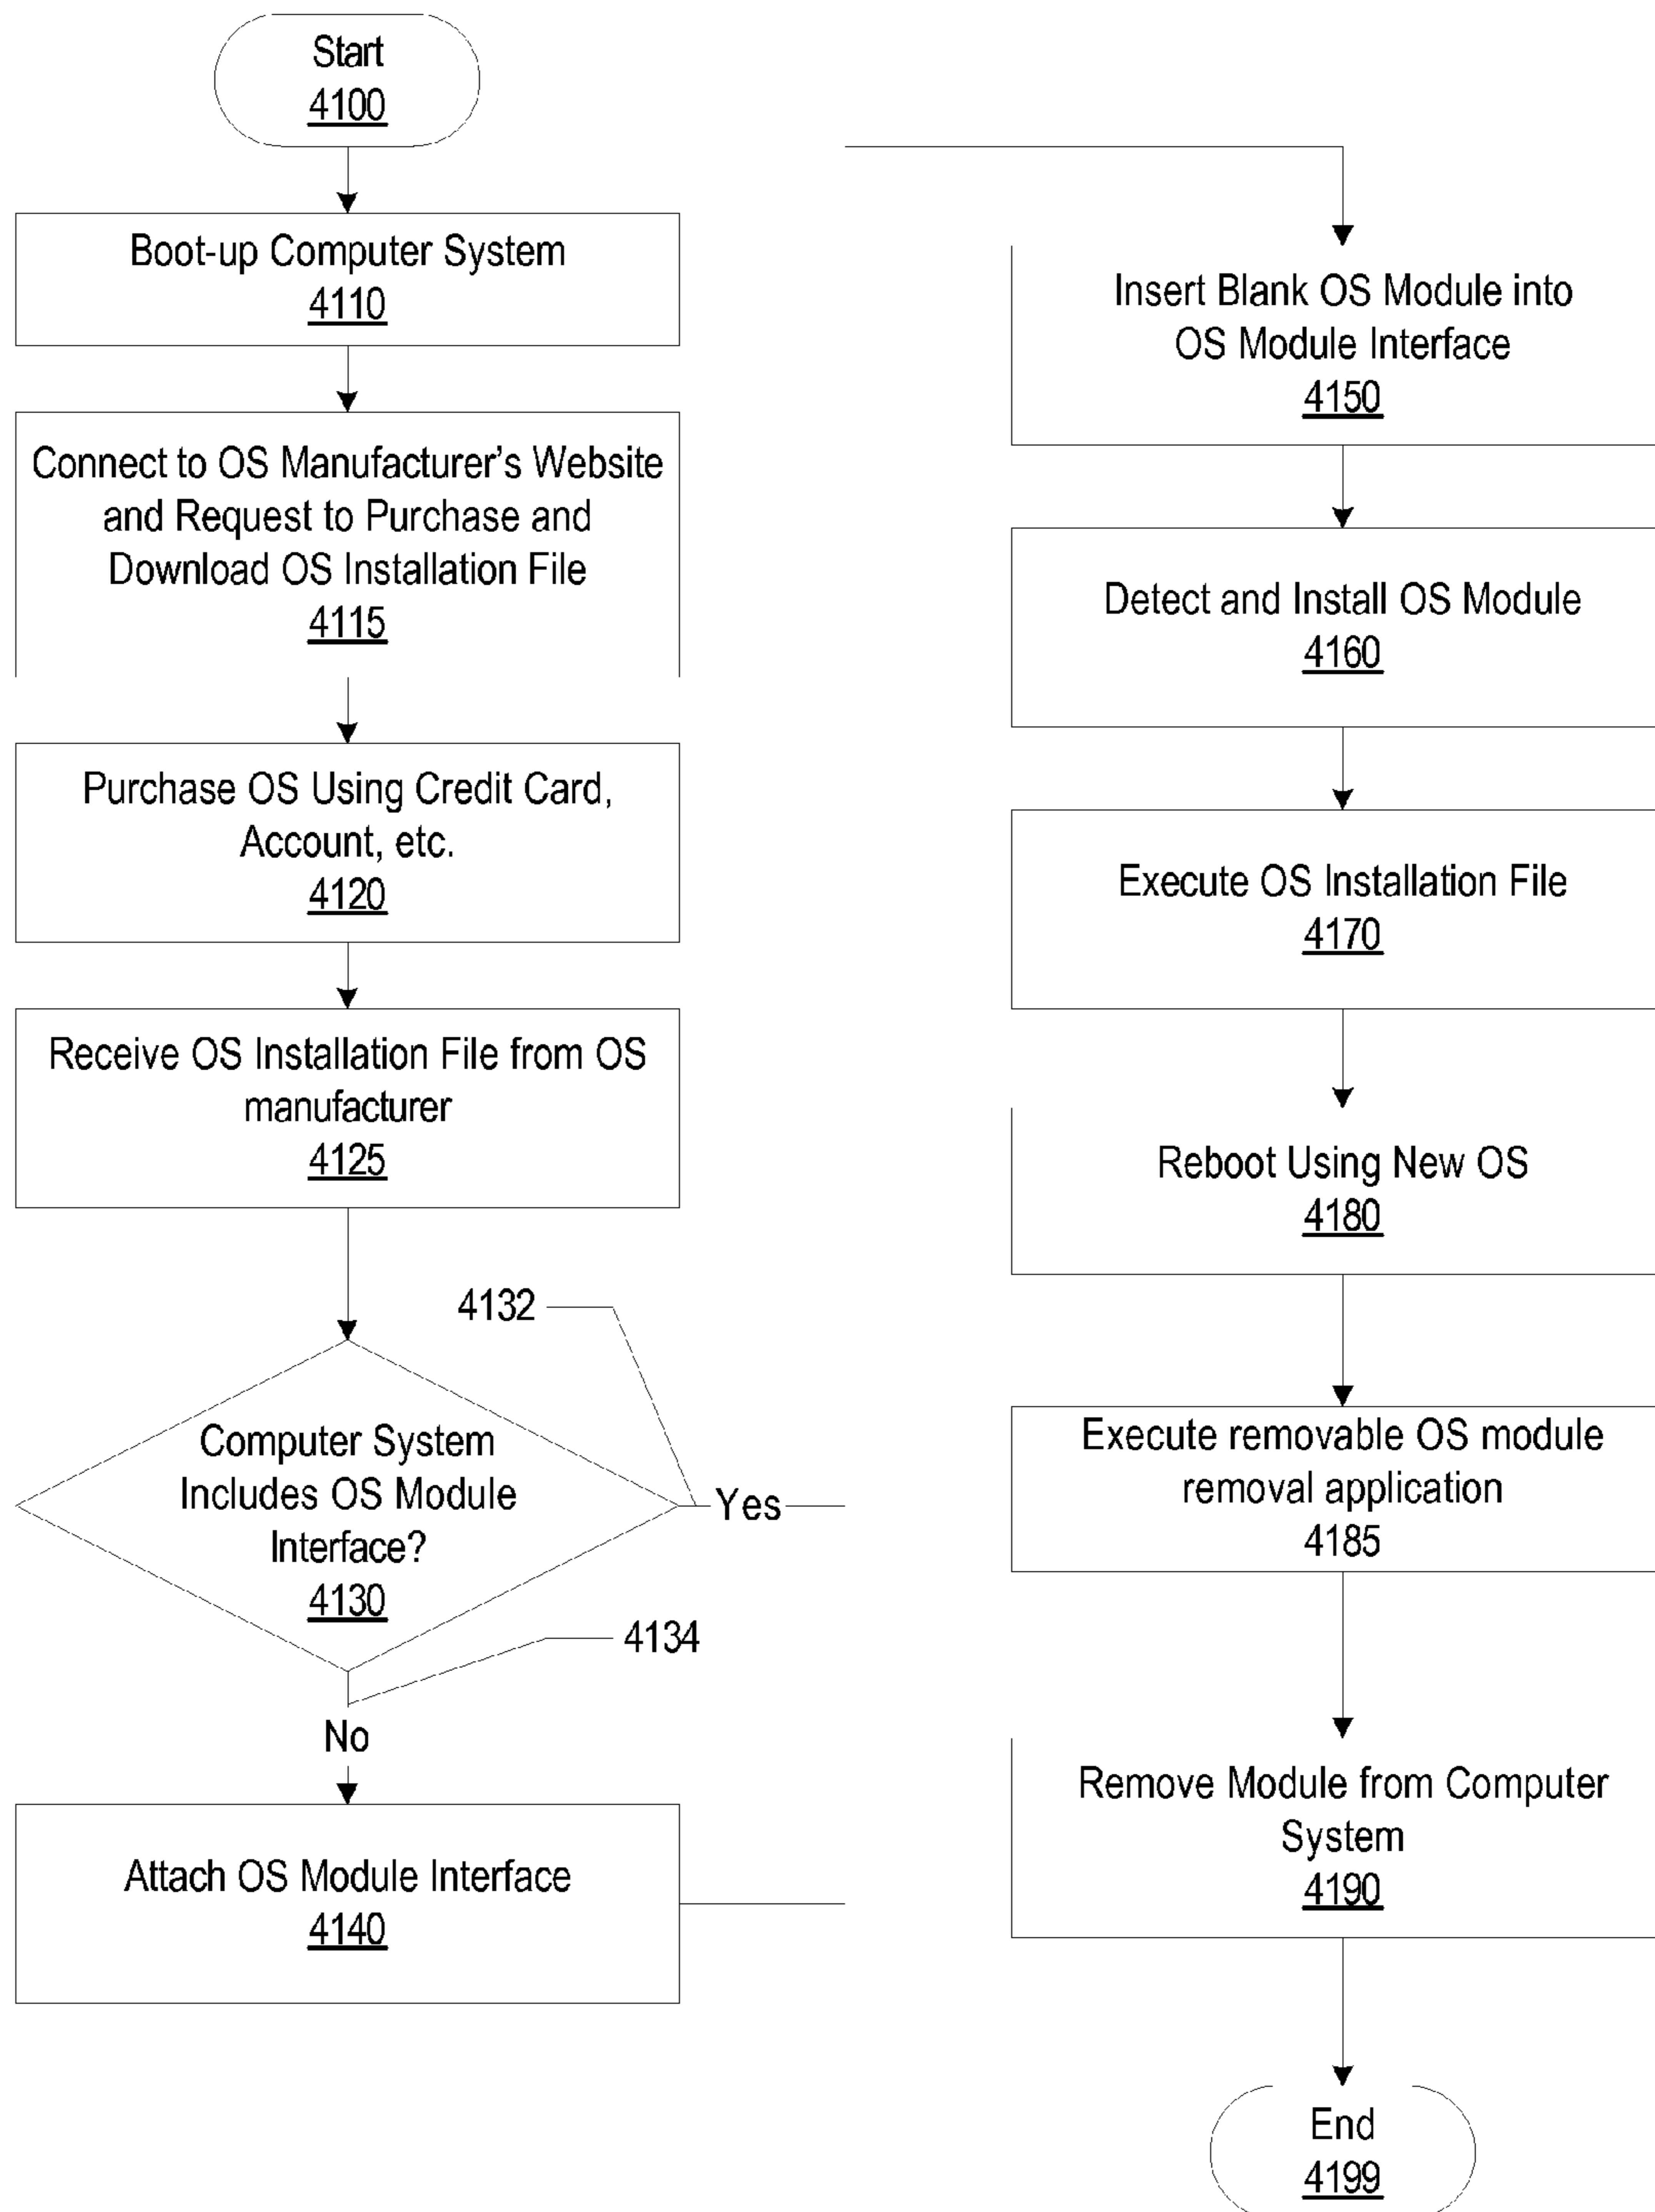 Start
4100
Boot-up Computer System
4110
Connect to OS Manufacturer's Website
and Request to Purchase and
Download OS Installation File
4115
Purchase OS Using Credit Card,
Account, etc.
4120
Receive OS Installation File from OS
manufacturer
4125
4132
Computer System
Includes OS Module
Interface?
4130
Yes
4134
No
Attach OS Module Interface
4140
Insert Blank OS Module into
OS Module Interface
4150
Detect and Install OS Module
4160
Execute OS Installation File
4170
Reboot Using New OS
4180
Execute removable OS module
removal application
4185
Remove Module from Computer
System
4190
End
4199